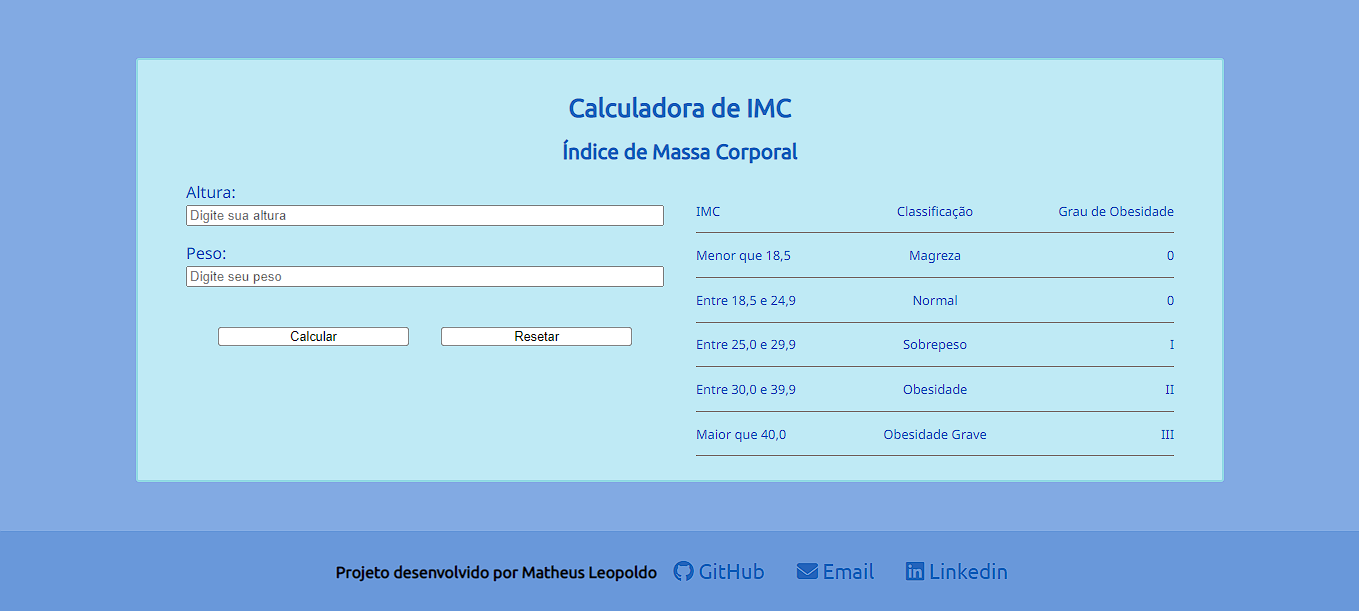 Calculadora de IMC
Índice de Massa Corporal
Altura:
Digite sua altura
Peso:
Digite seu peso
Calcular Resetar
IMC Classificação Grau de Obesidade
Menor que 18,5 Magreza 0
Entre 18,5 e 24,9 Normal 0
Entre 25,0 e 29,9 Sobrepeso I
Entre 30,0 e 39,9 Obesidade II
Maior que 40,0 Obesidade Grave III
Projeto desenvolvido por Matheus Leopoldo GitHub Email Linkedin